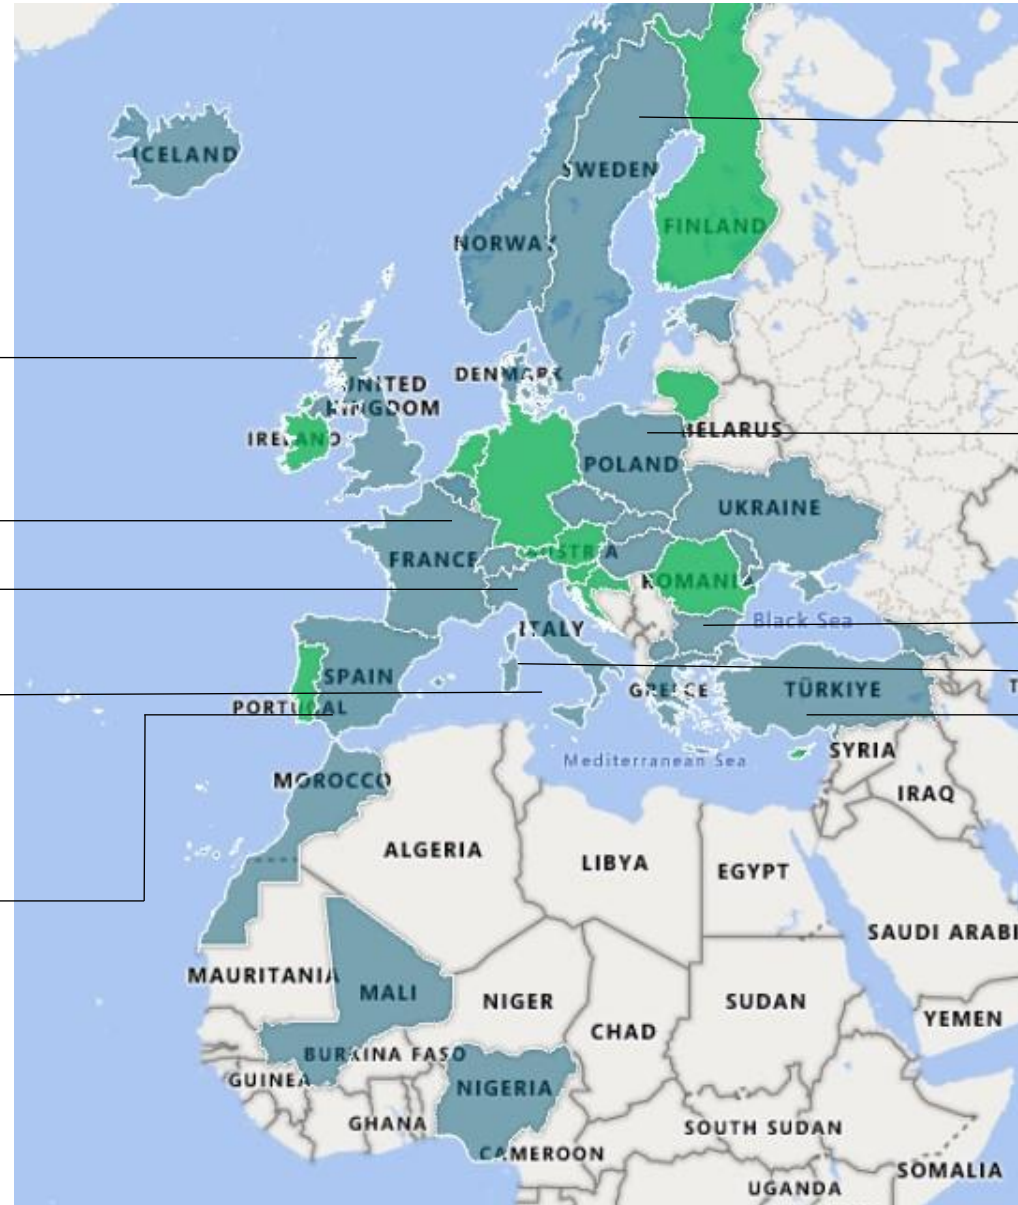 ICELAND
SWEDEN
FINLAND
NORWAY
DENMARK
UNITED
KINGDOM
IRELAND
BELARUS
POLAND
UKRAINE
FRANCE
AUSTRIA
ROMANIA
Black Sea
ITALY
SPAIN
GREECE
TÜRKIYE
T
PORTUGAL
SYRIA
Mediterranean Sea
MOROCCO
IRAQ
ALGERIA
LIBYA
EGYPT
SAUDI ARABI
MAURITANIA
MALI
NIGER
SUDAN
YEMEN
CHAD
BURKINA FASO
GUINEA
NIGERIA
GHANA
SOUTH SUDAN
CAMEROON
SOMALIA
UGANDA